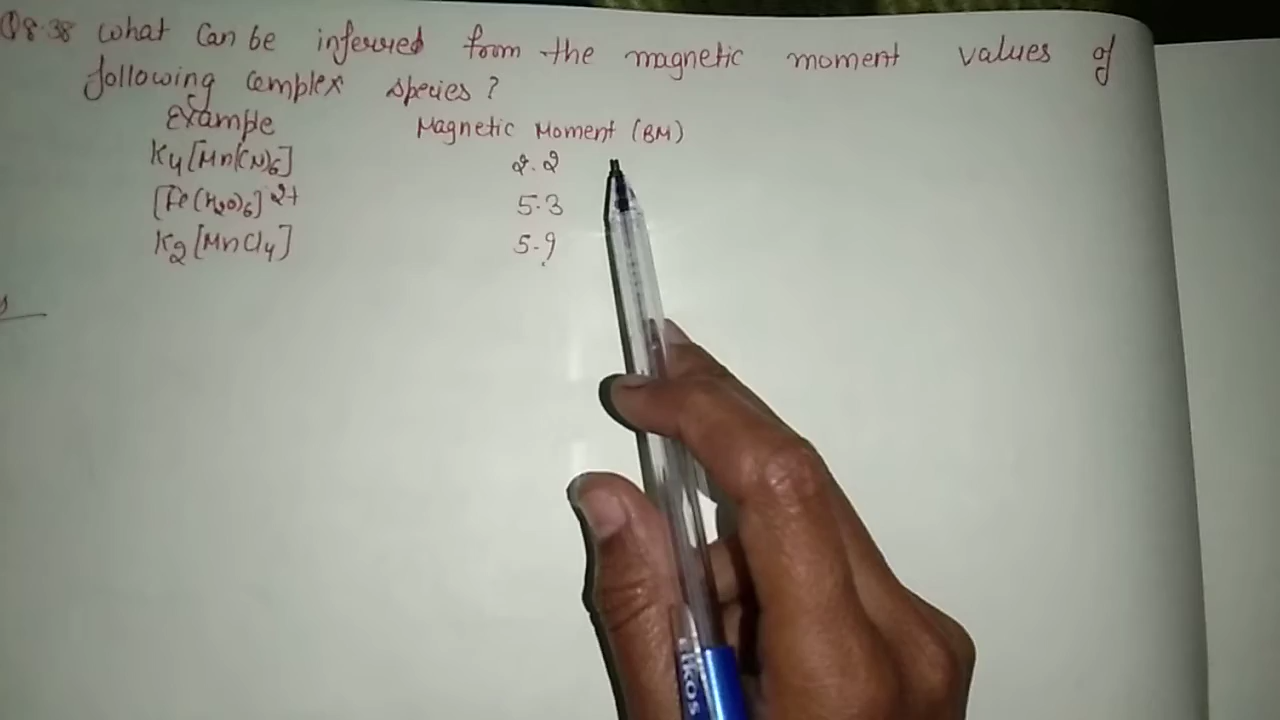 Q8.38 What Can be inferred from the magnetic moment values of
following complex species?
Example Magnetic Moment (BM)
K4[Mn(CN)6] 2.2
[Fe(H2O)6]2+ 5.3
K2[MnCl4] 5.9